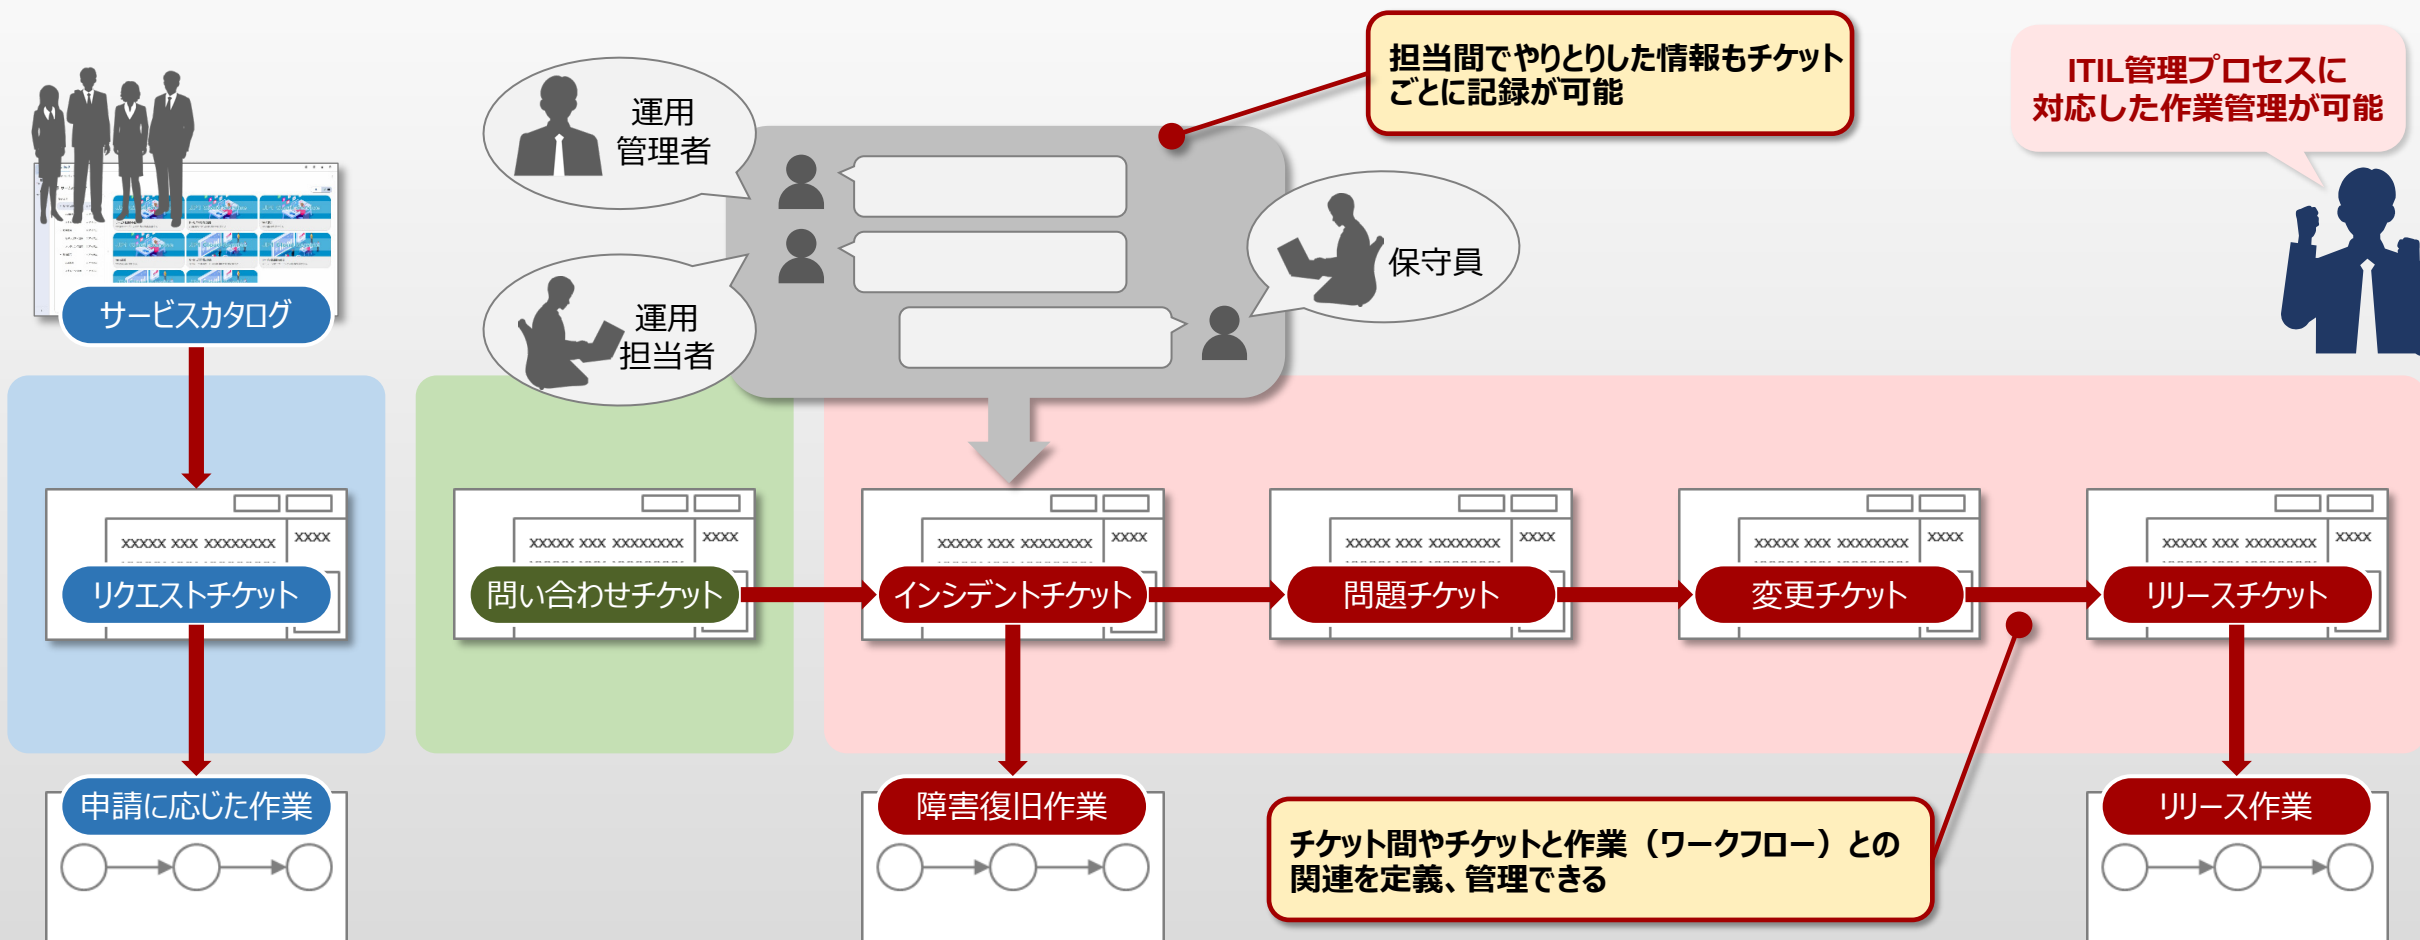 担当間でやりとりした情報もチケット
ごとに記録が可能
ITIL管理プロセスに
対応した作業管理が可能
運用
管理者
保守員
運用
担当者
サービスカタログ
xxxxx xxx xxxxxxxx
xxxx
リクエストチケット
xxxxx xxx xxxxxxxx
xxxx
問い合わせチケット
xxxxx xxx xxxxxxxx
xxxx
インシデントチケット
xxxxx xxx xxxxxxxx
xxxx
問題チケット
xxxxx xxx xxxxxxxx
xxxx
変更チケット
xxxxx xxx xxxxxxxx
xxxx
リリースチケット
申請に応じた作業
障害復旧作業
チケット間やチケットと作業（ワークフロー）との
関連を定義、管理できる
リリース作業